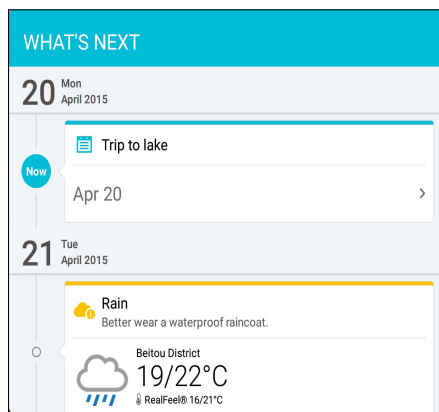 WHAT'S NEXT
20 Mon
April 2015
Trip to lake
Now
Apr 20
21 Tue
April 2015
Rain
Better wear a waterproof raincoat.
Beitou District
19/22°C
RealFeel® 16/21°C